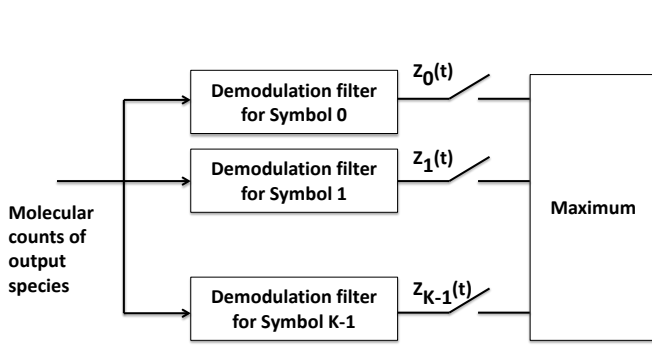 Z0(t)
Demodulation filter
for Symbol 0
Z1(t)
Demodulation filter
for Symbol 1
Molecular
counts of
output
species
Maximum
ZK-1(t)
Demodulation filter
for Symbol K-1